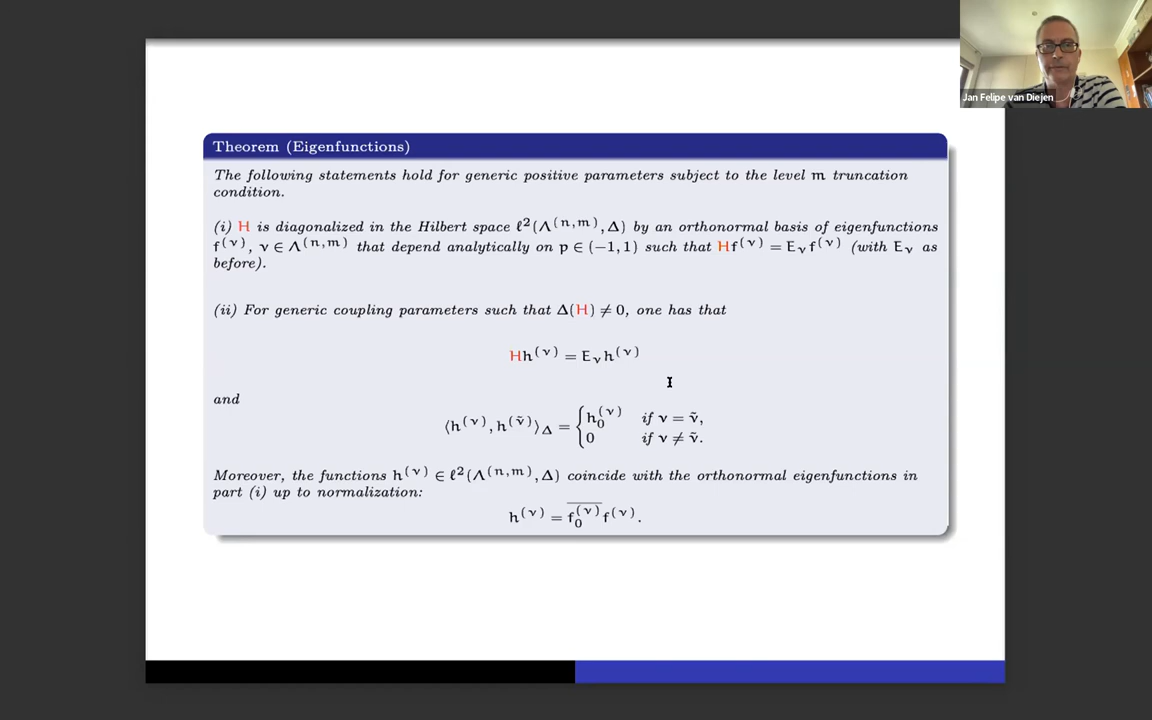 Jan Felipe van Diejen
Theorem (Eigenfunctions)
The following statements hold for generic positive parameters subject to the level m truncation
condition.
(i) H is diagonalized in the Hilbert space ℓ²(Λ^(n,m), Δ) by an orthonormal basis of eigenfunctions
f^(ν), ν ∈ Λ^(n,m) that depend analytically on p ∈ (−1, 1) such that Hf^(ν) = E_ν f^(ν) (with E_ν as
before).
(ii) For generic coupling parameters such that Δ(H) ≠ 0, one has that
Hh^(ν) = E_ν h^(ν)
and
⟨h^(ν), h^(ν̃)⟩_Δ = { h_0^(ν) if ν = ν̃,
0 if ν ≠ ν̃.
Moreover, the functions h^(ν) ∈ ℓ²(Λ^(n,m), Δ) coincide with the orthonormal eigenfunctions in
part (i) up to normalization:
h^(ν) = \overline{f_0^(ν)} f^(ν).